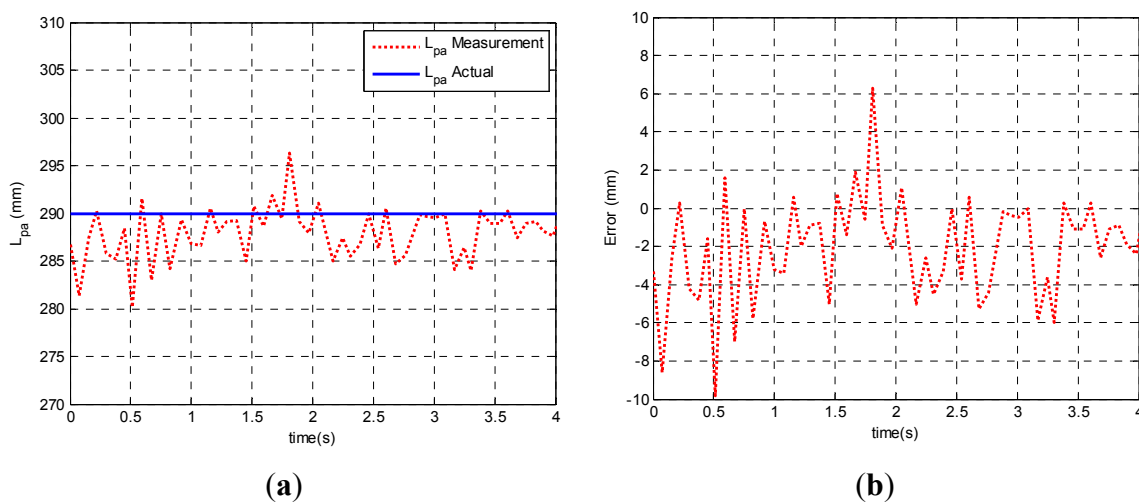 310
305
300
295
290
285
280
275
270
L_pa (mm)
L_pa Measurement
L_pa Actual
0 0.5 1 1.5 2 2.5 3 3.5 4
time(s)
(a)
10
8
6
4
2
0
-2
-4
-6
-8
-10
Error (mm)
0 0.5 1 1.5 2 2.5 3 3.5 4
time(s)
(b)